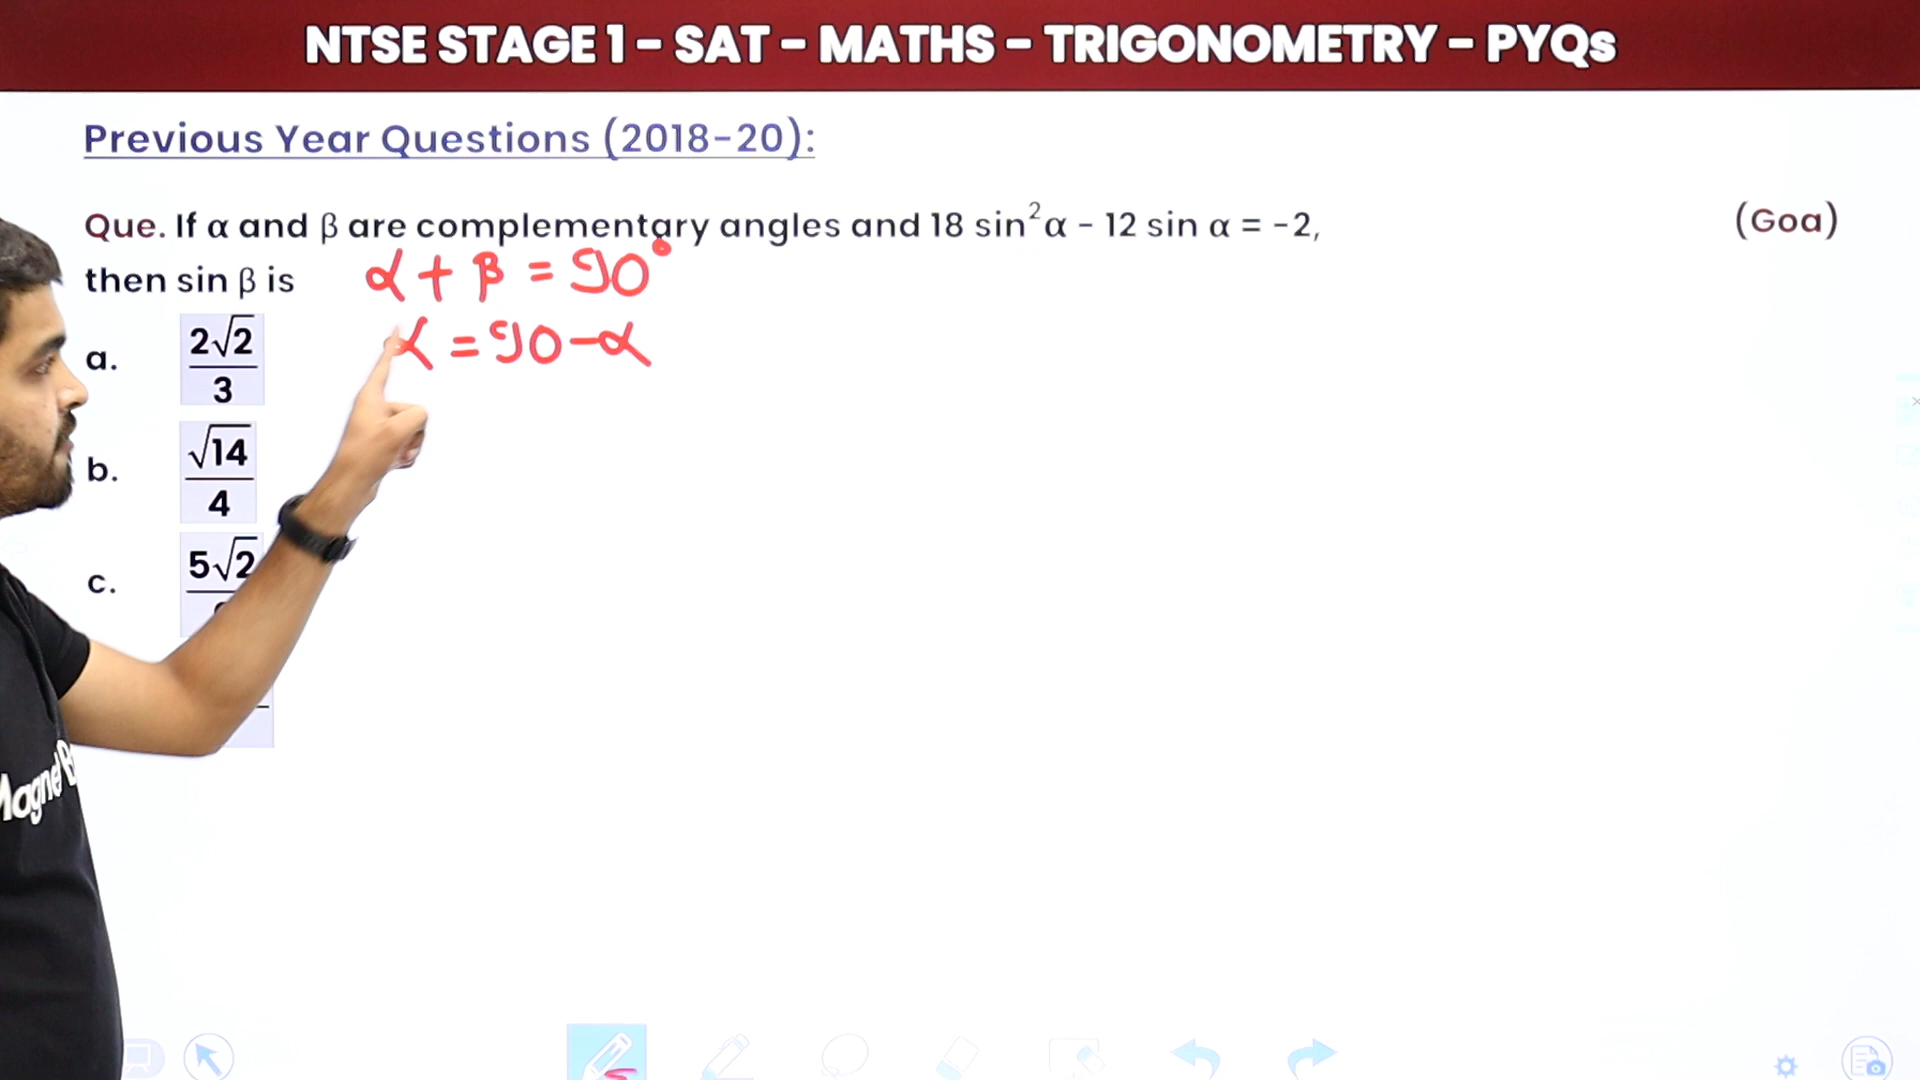 NTSE STAGE 1 – SAT – MATHS – TRIGONOMETRY – PYQs
Previous Year Questions (2018-20):
Que. If α and β are complementary angles and 18 sin²α - 12 sin α = -2, (Goa)
then sin β is
α + β = 90°
α = 90 - α
a. 2√2/3
b. √14/4
c. 5√2
Magne